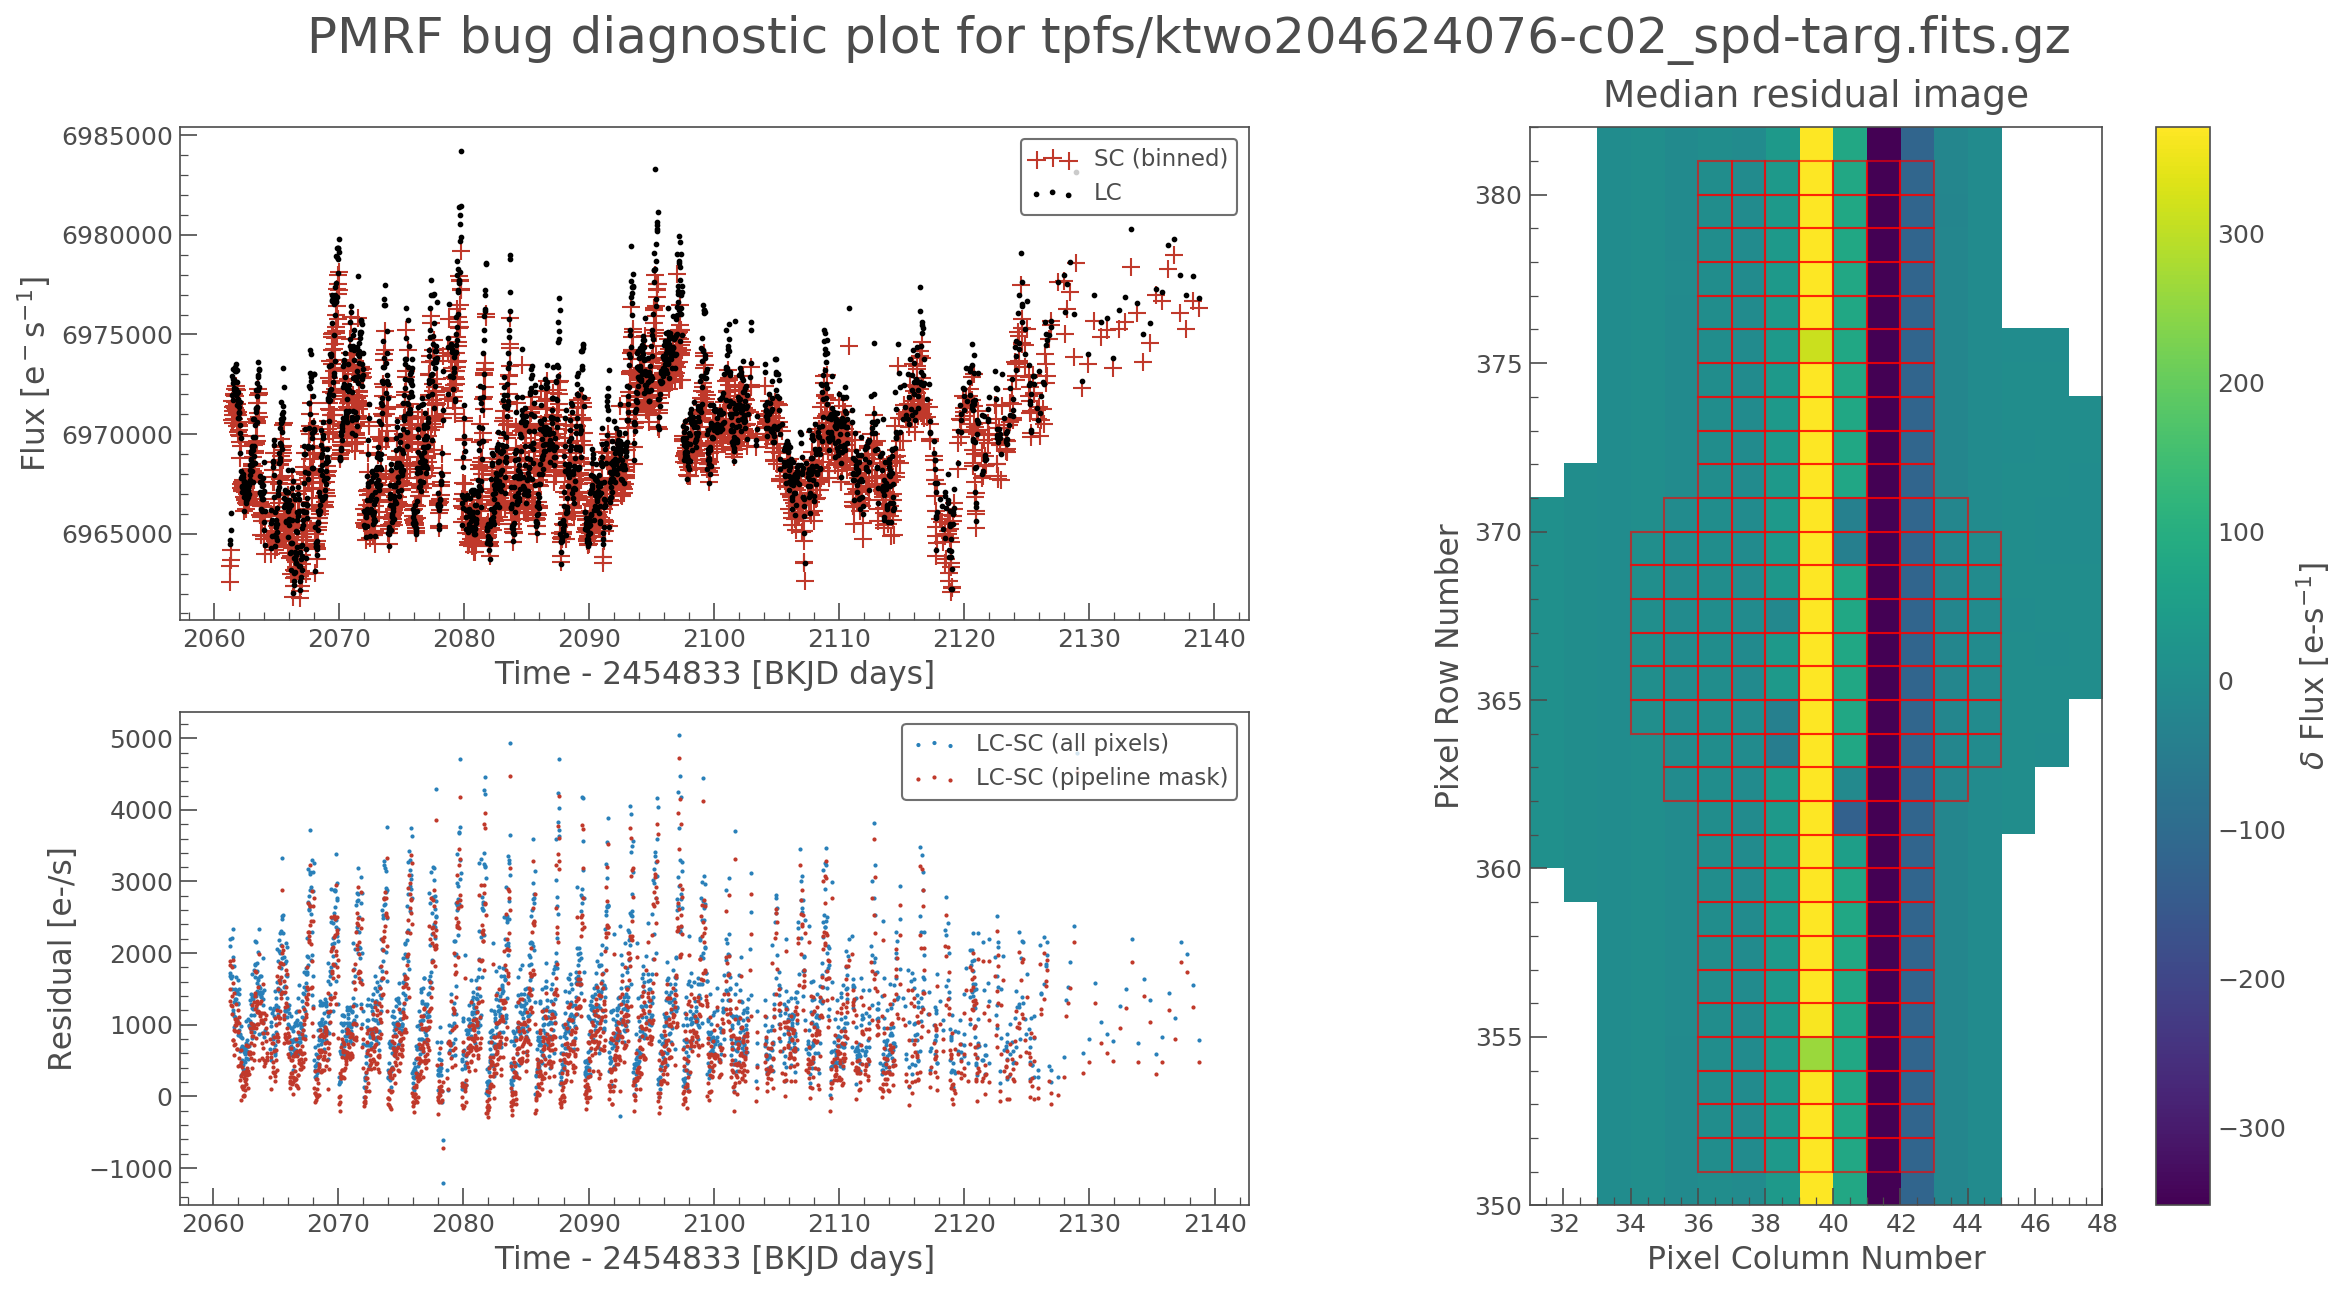 PMRF bug diagnostic plot for tpfs/ktwo204624076-c02_spd-targ.fits.gz
Flux [e⁻ s⁻¹]
6985000
6980000
6975000
6970000
6965000
SC (binned)
LC
2060 2070 2080 2090 2100 2110 2120 2130 2140
Time - 2454833 [BKJD days]
Residual [e-/s]
5000
4000
3000
2000
1000
0
−1000
LC-SC (all pixels)
LC-SC (pipeline mask)
2060 2070 2080 2090 2100 2110 2120 2130 2140
Time - 2454833 [BKJD days]
Median residual image
Pixel Row Number
380
375
370
365
360
355
350
32 34 36 38 40 42 44 46 48
Pixel Column Number
300
200
100
0
−100
−200
−300
δ Flux [e-s⁻¹]